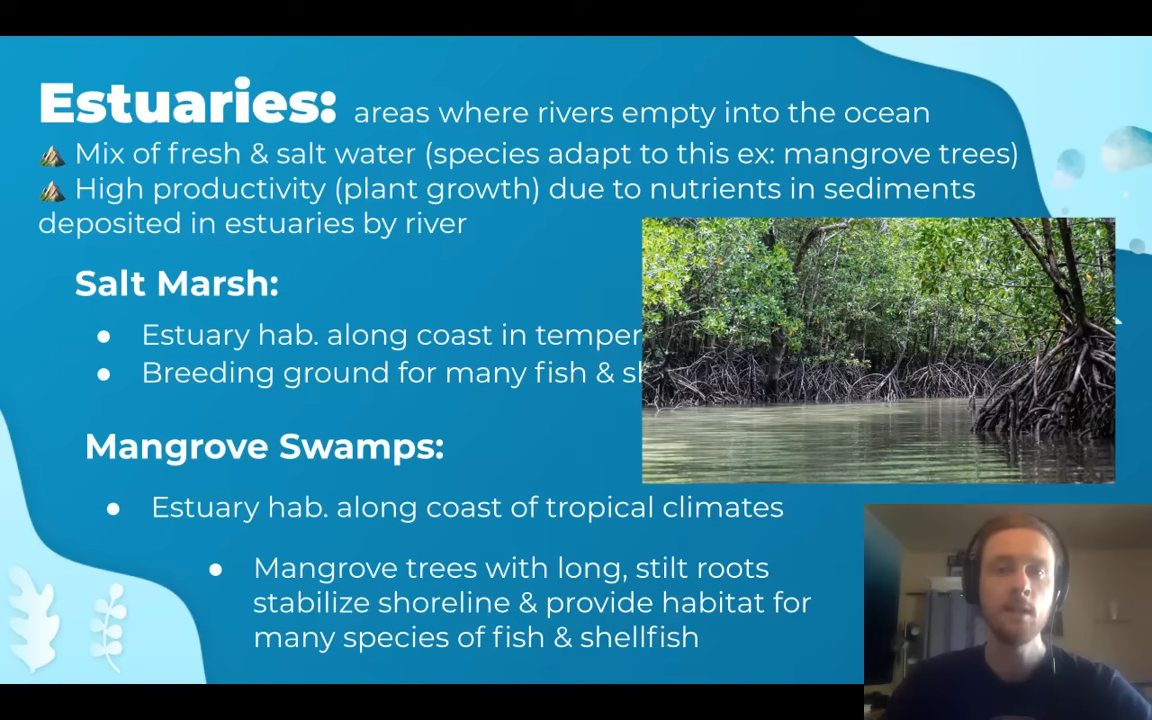 Estuaries: areas where rivers empty into the ocean
Mix of fresh & salt water (species adapt to this ex: mangrove trees)
High productivity (plant growth) due to nutrients in sediments
deposited in estuaries by river
Salt Marsh:
● Estuary hab. along coast in temper
● Breeding ground for many fish & sh
Mangrove Swamps:
● Estuary hab. along coast of tropical climates
● Mangrove trees with long, stilt roots
stabilize shoreline & provide habitat for
many species of fish & shellfish